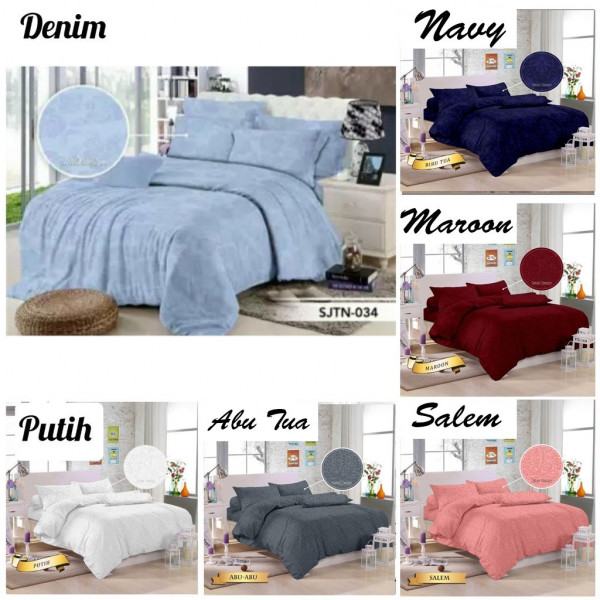 Denim
SJTN-034
Navy
BIRU TUA
Maroon
MAROON
Putih
PUTIH
Abu Tua
ABU-ABU
Salem
SALEM